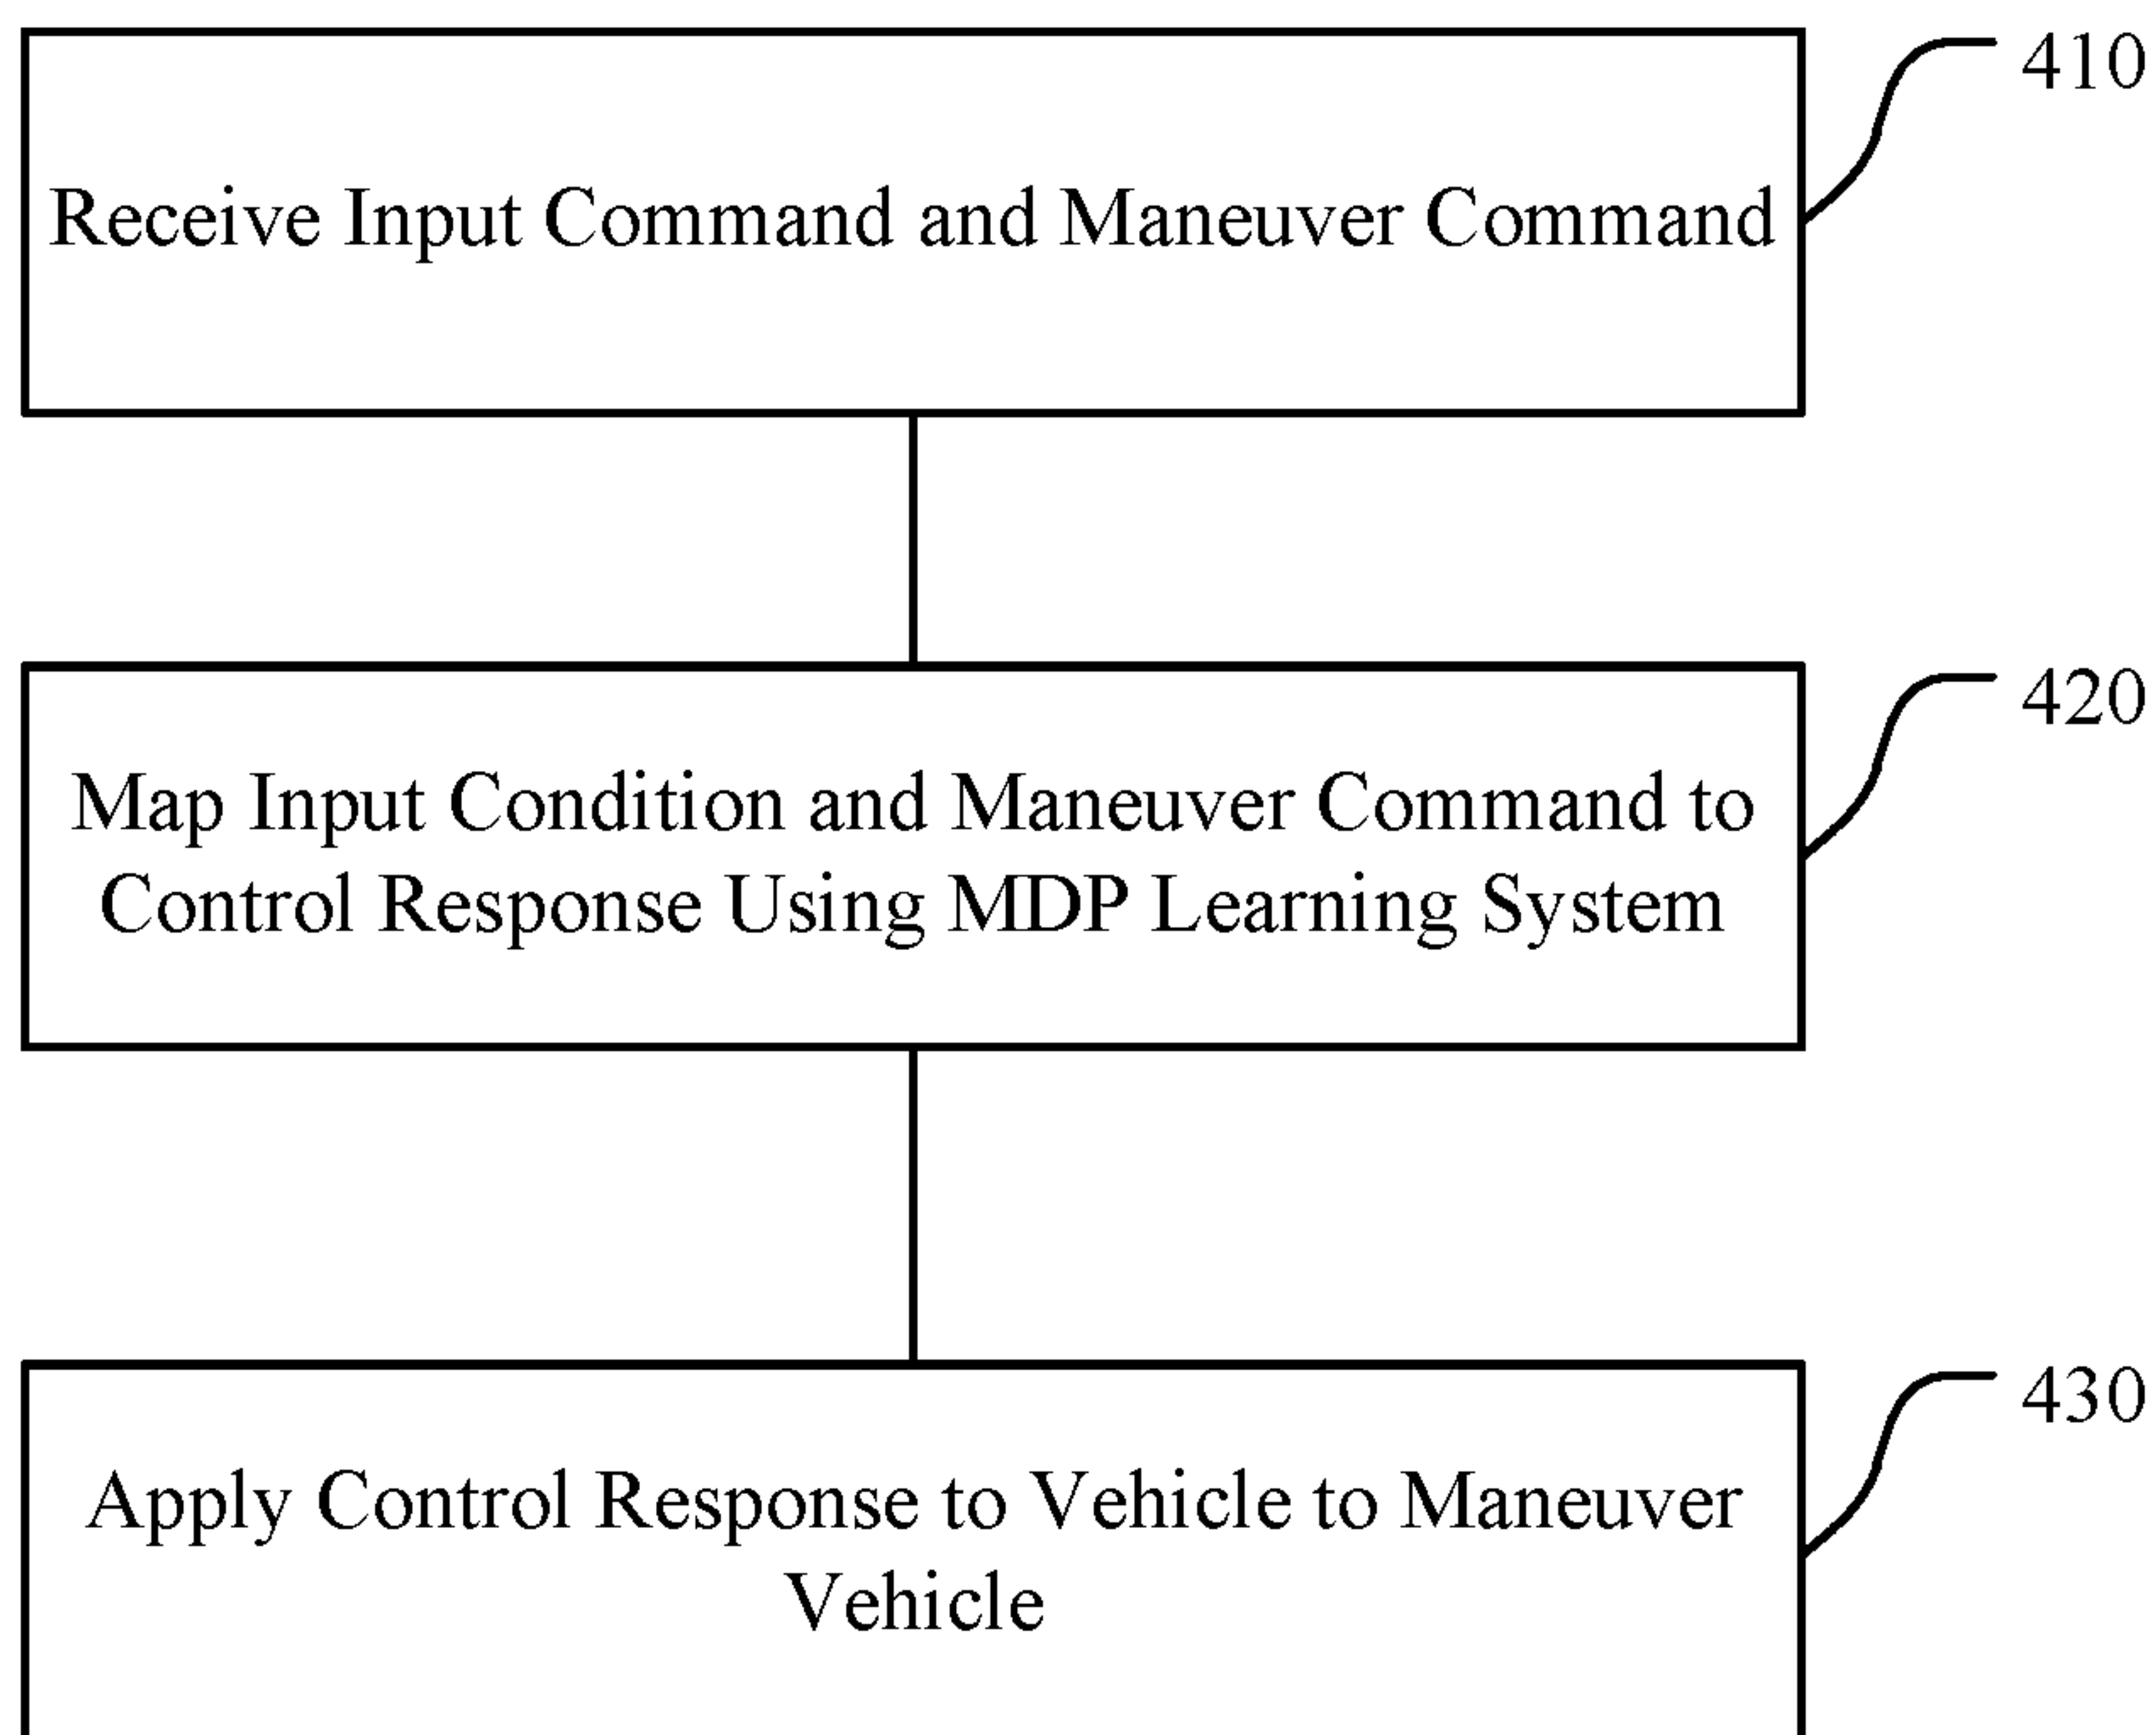 410
Receive Input Command and Maneuver Command
420
Map Input Condition and Maneuver Command to
Control Response Using MDP Learning System
430
Apply Control Response to Vehicle to Maneuver
Vehicle